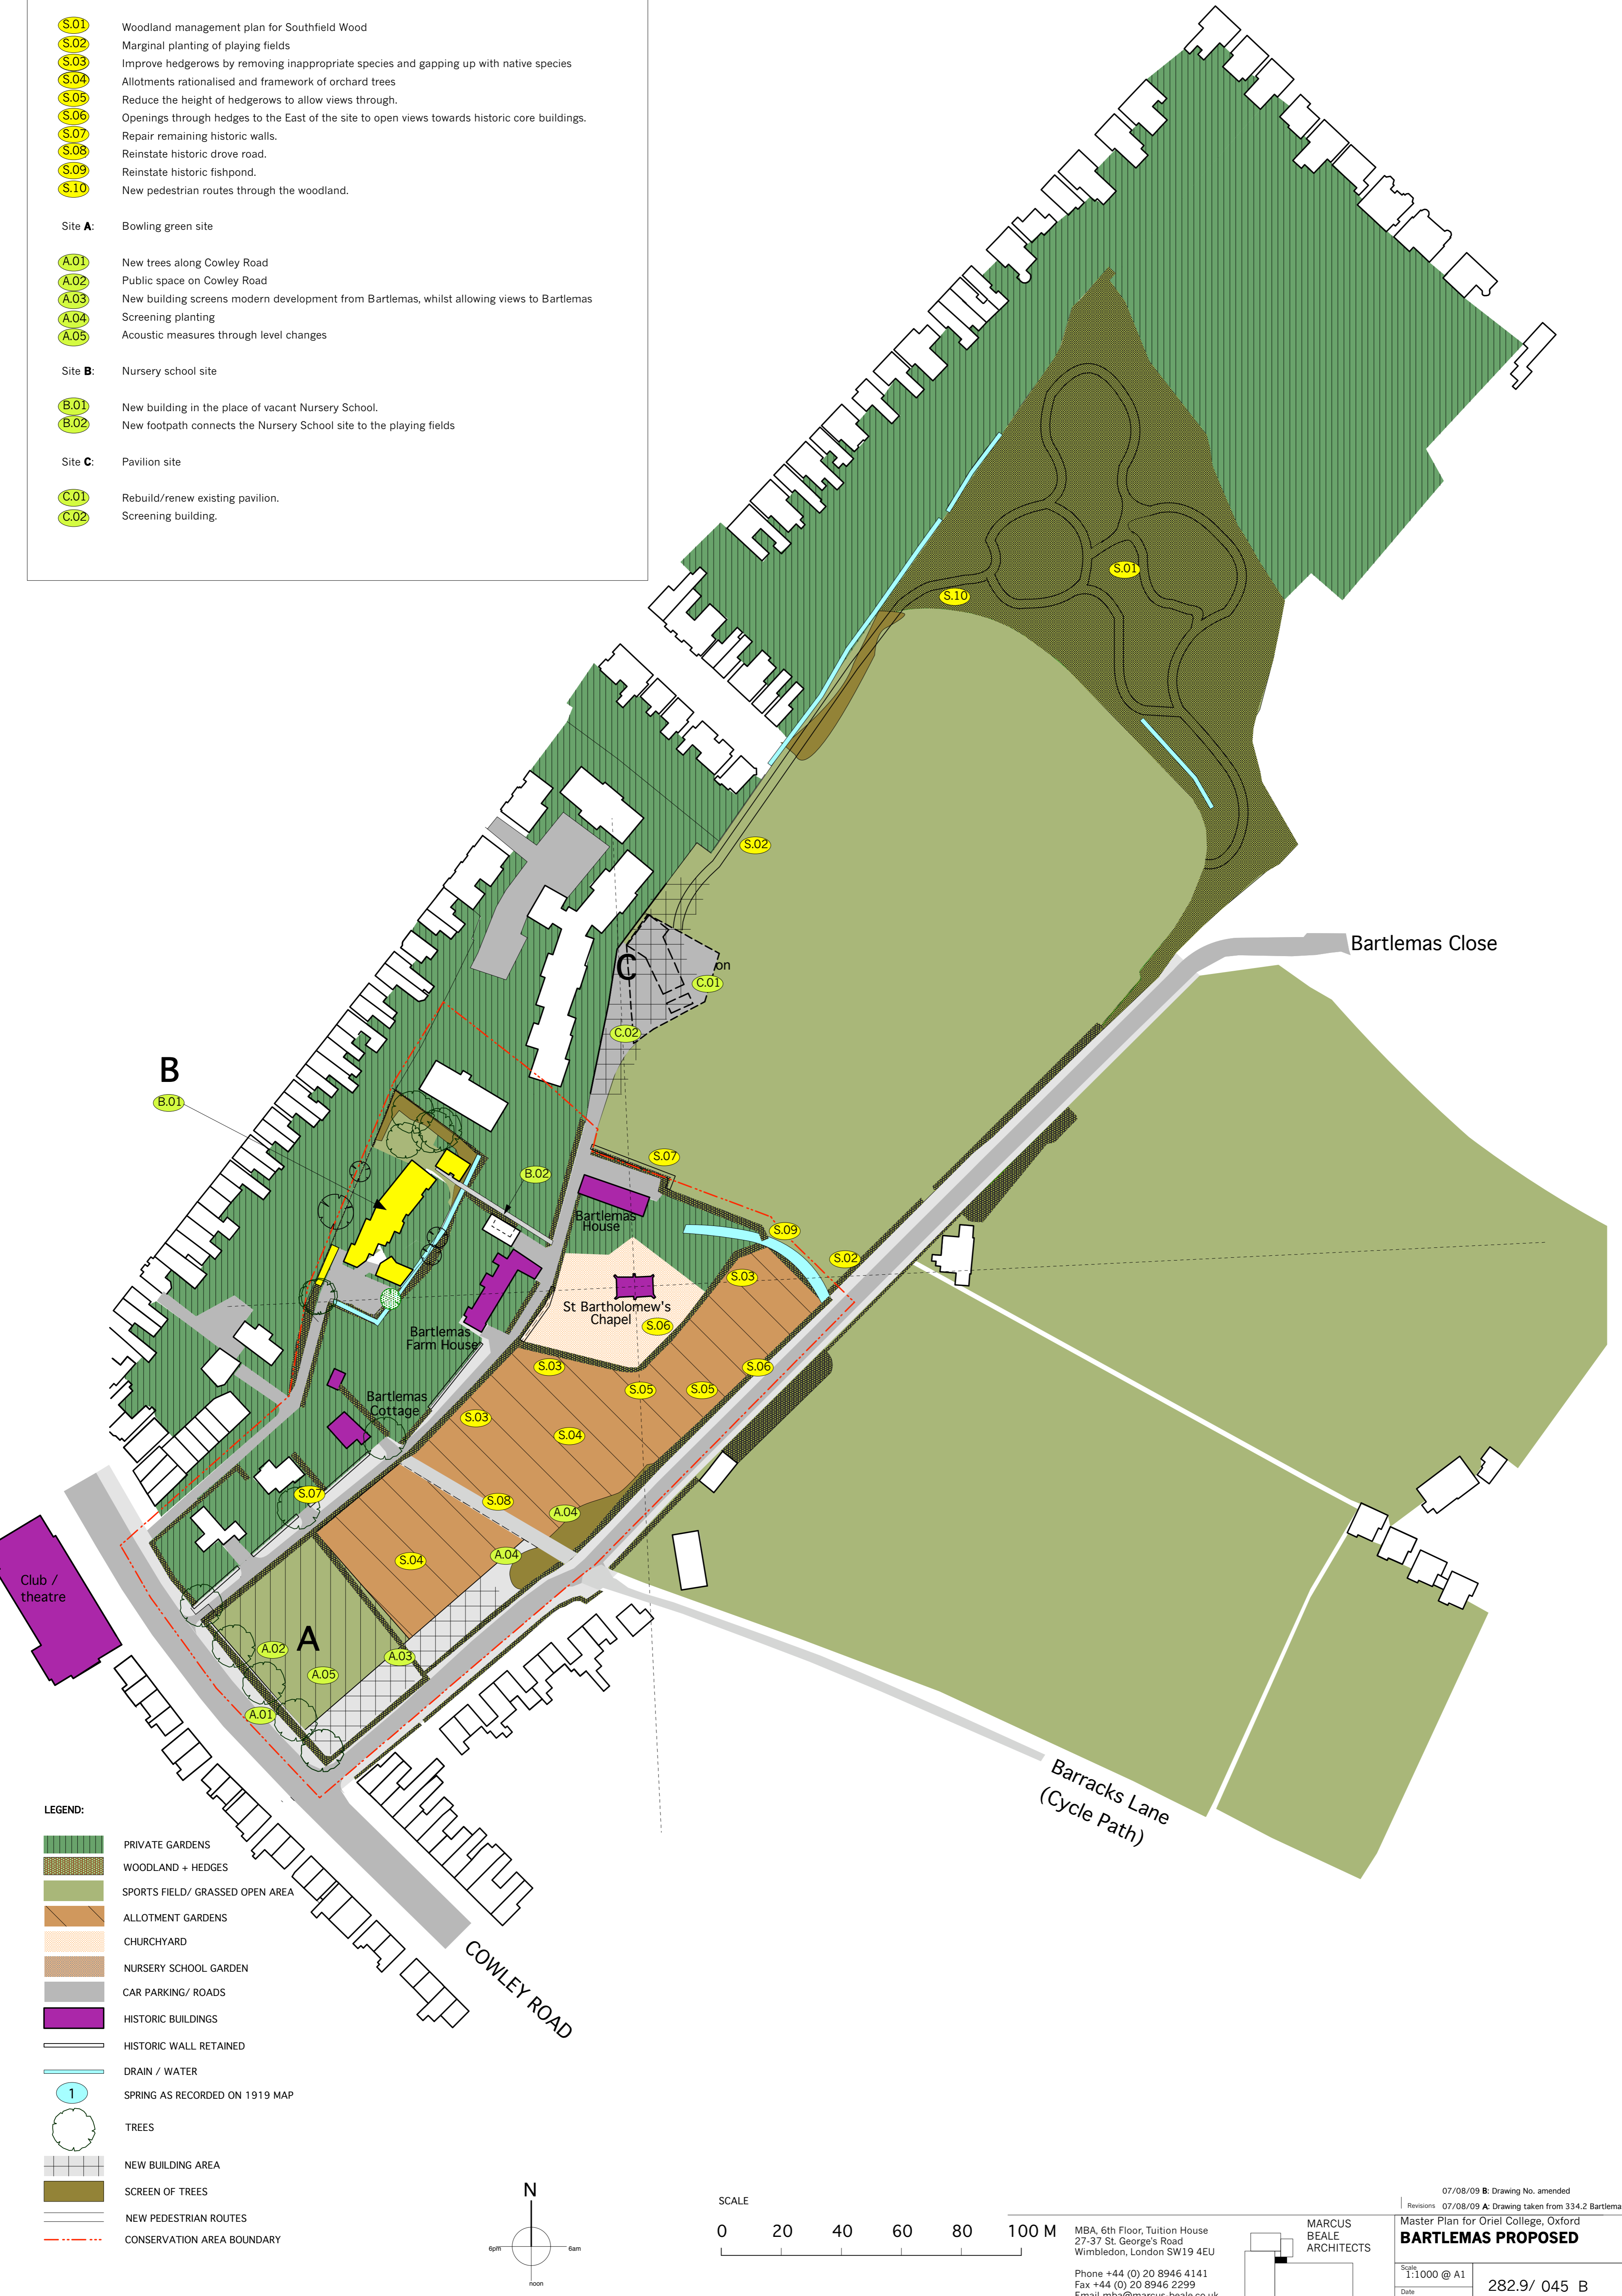 S.01 Woodland management plan for Southfield Wood
S.02 Marginal planting of playing fields
S.03 Improve hedgerows by removing inappropriate species and gapping up with native species
S.04 Allotments rationalised and framework of orchard trees
S.05 Reduce the height of hedgerows to allow views through.
S.06 Openings through hedges to the East of the site to open views towards historic core buildings.
S.07 Repair remaining historic walls.
S.08 Reinstate historic drove road.
S.09 Reinstate historic fishpond.
S.10 New pedestrian routes through the woodland.
Site A: Bowling green site
A.01 New trees along Cowley Road
A.02 Public space on Cowley Road
A.03 New building screens modern development from Bartlemas, whilst allowing views to Bartlemas
A.04 Screening planting
A.05 Acoustic measures through level changes
Site B: Nursery school site
B.01 New building in the place of vacant Nursery School.
B.02 New footpath connects the Nursery School site to the playing fields
Site C: Pavilion site
C.01 Rebuild/renew existing pavilion.
C.02 Screening building.
S.01
S.10
S.02
Bartlemas Close
C
on
C.01
C.02
B
B.01
S.07
B.02
Bartlemas
House
S.09
S.02
S.03
St Bartholomew's
Chapel
S.06
Bartlemas
Farm House
S.03
S.06
S.05
S.05
Bartlemas
Cottage
S.03
S.04
S.07
S.08
A.04
A.04
S.04
Club /
theatre
A
A.02
A.03
A.05
A.01
Barracks Lane
(Cycle Path)
COWLEY ROAD
LEGEND:
PRIVATE GARDENS
WOODLAND + HEDGES
SPORTS FIELD/ GRASSED OPEN AREA
ALLOTMENT GARDENS
CHURCHYARD
NURSERY SCHOOL GARDEN
CAR PARKING/ ROADS
HISTORIC BUILDINGS
HISTORIC WALL RETAINED
DRAIN / WATER
1 SPRING AS RECORDED ON 1919 MAP
TREES
NEW BUILDING AREA
SCREEN OF TREES
NEW PEDESTRIAN ROUTES
CONSERVATION AREA BOUNDARY
N
6pm 6am
noon
SCALE
0 20 40 60 80 100 M
MBA, 6th Floor, Tuition House
27-37 St. George's Road
Wimbledon, London SW19 4EU
Phone +44 (0) 20 8946 4141
Fax +44 (0) 20 8946 2299
Email mba@marcus-beale.co.uk
MARCUS
BEALE
ARCHITECTS
07/08/09 B: Drawing No. amended
Revisions 07/08/09 A: Drawing taken from 334.2 Bartlema
Master Plan for Oriel College, Oxford
BARTLEMAS PROPOSED
Scale
1:1000 @ A1
Date
282.9/ 045 B